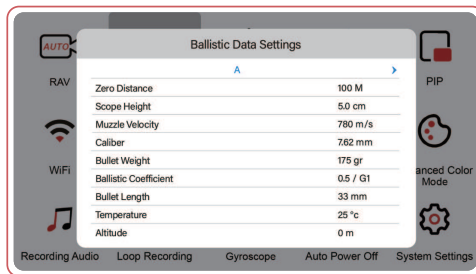 Ballistic Data Settings
A
Zero Distance 100 M
Scope Height 5.0 cm
Muzzle Velocity 780 m/s
Caliber 7.62 mm
Bullet Weight 175 gr
Ballistic Coefficient 0.5 / G1
Bullet Length 33 mm
Temperature 25 °c
Altitude 0 m
AUTO
RAV
PIP
WiFi
anced Color
Mode
Recording Audio
Loop Recording
Gyroscope
Auto Power Off
System Settings